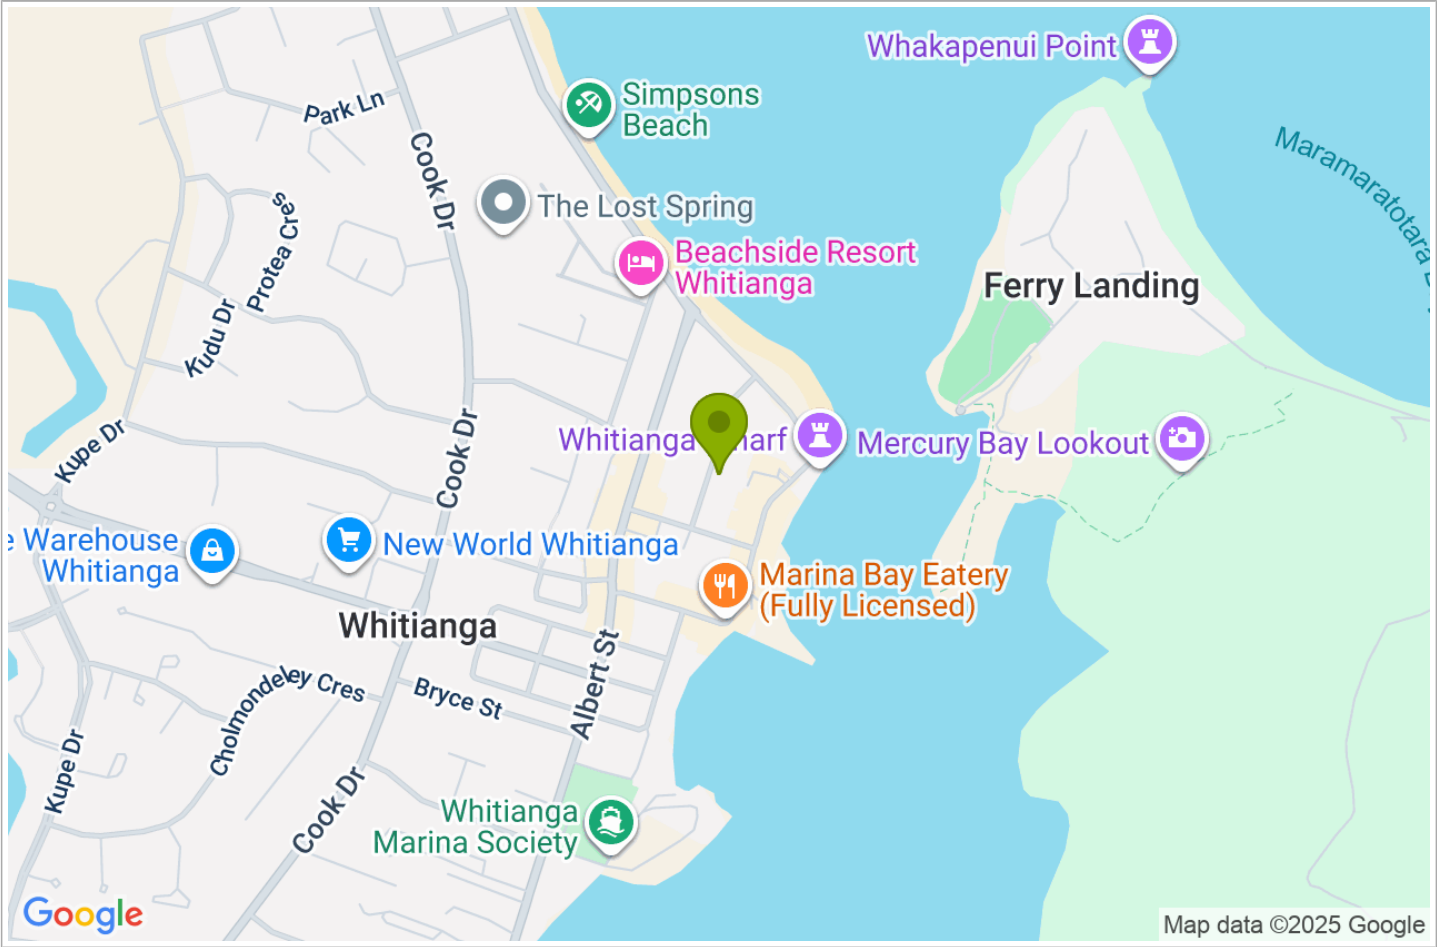 Whakapenui Point
Simpsons
Beach
Park Ln
Maramaratotara
Cook Dr
The Lost Spring
Protea Cres
Beachside Resort
Whitianga
Ferry Landing
Kudu Dr
Kupe Dr
Cook Dr
Whitianga Wharf
Mercury Bay Lookout
e Warehouse
Whitianga
New World Whitianga
Marina Bay Eatery
(Fully Licensed)
Whitianga
Albert St
Cholmondeley Cres
Bryce St
Kupe Dr
Cook Dr
Whitianga
Marina Society
Google
Map data ©2025 Google